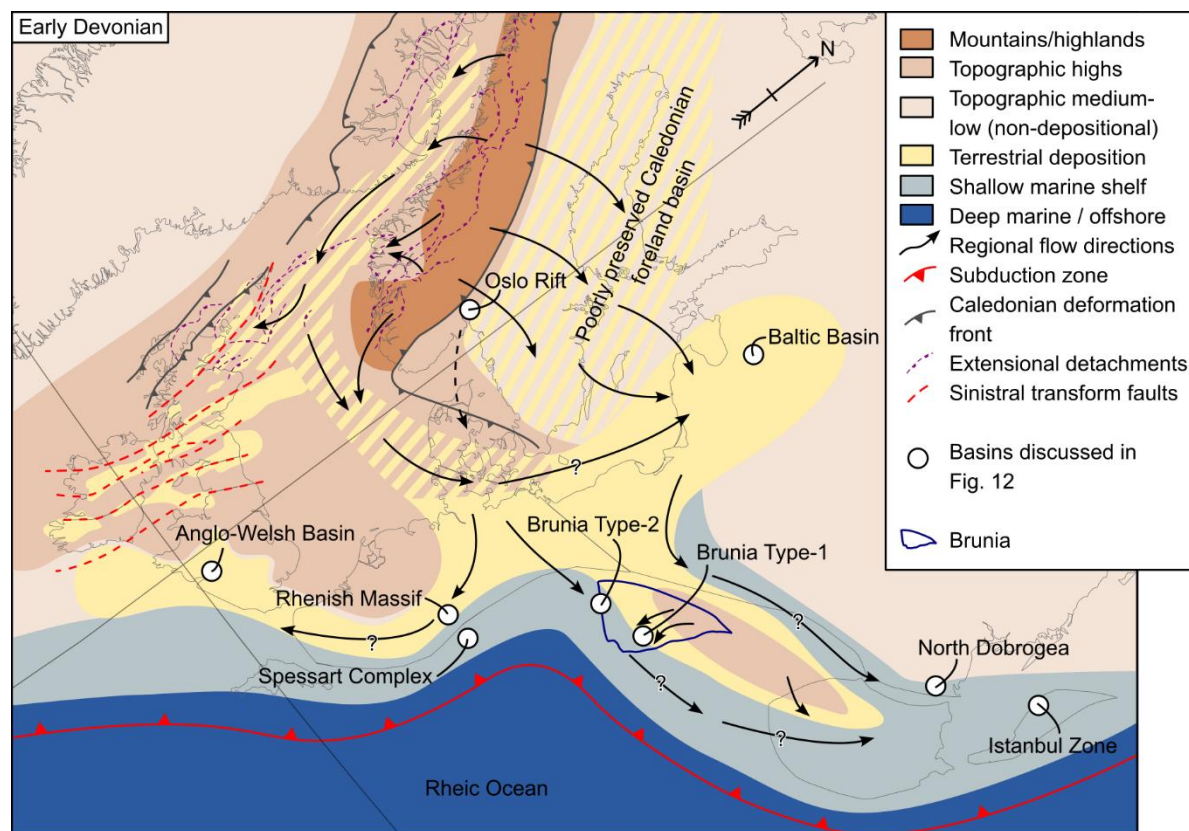 Early Devonian
N
Poorly preserved Caledonian
foreland basin
Oslo Rift
Baltic Basin
?
Brunia Type-2
Anglo-Welsh Basin
Brunia Type-1
Rhenish Massif
?
Spessart Complex
?
?
North Dobrogea
?
Istanbul Zone
Rheic Ocean
Mountains/highlands
Topographic highs
Topographic medium-
low (non-depositional)
Terrestrial deposition
Shallow marine shelf
Deep marine / offshore
Regional flow directions
Subduction zone
Caledonian deformation
front
Extensional detachments
Sinistral transform faults
Basins discussed in
Fig. 12
Brunia